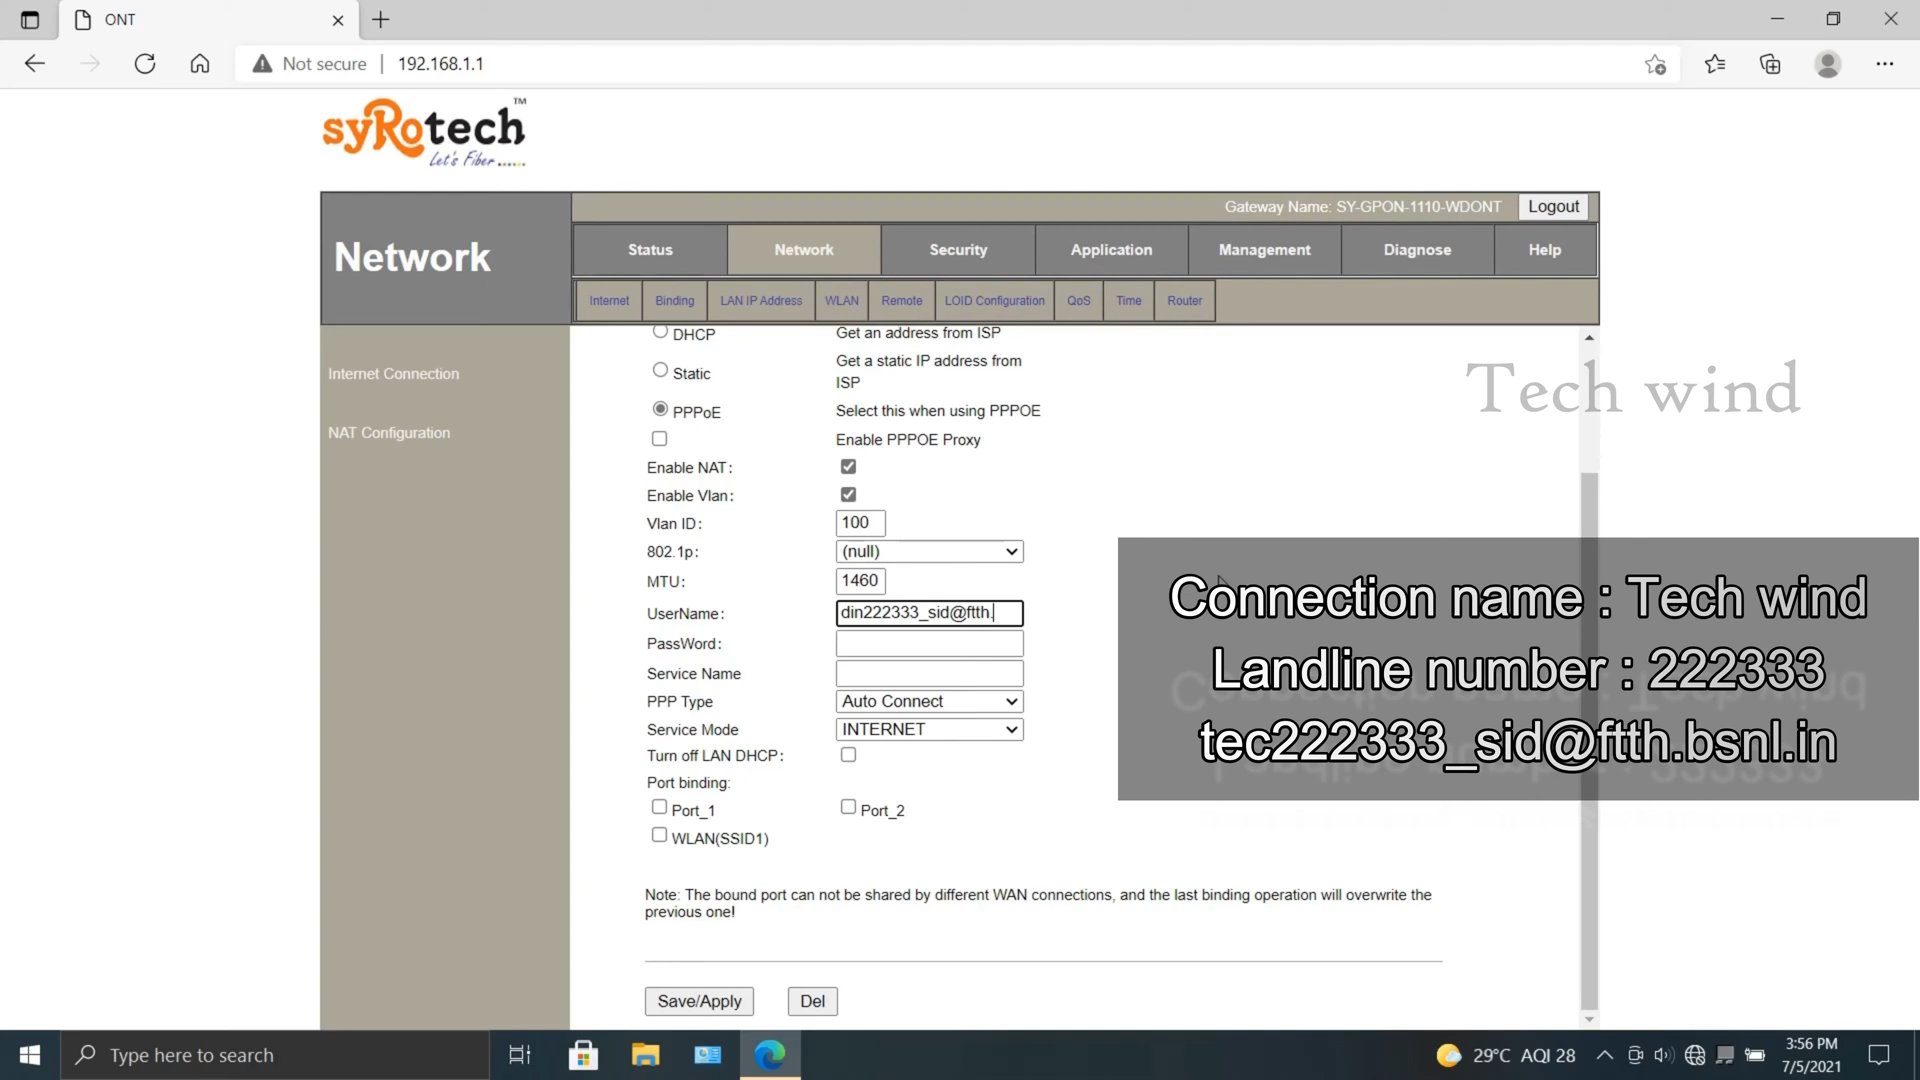 ONT
Not secure | 192.168.1.1
syRotech™
Let's Fiber......
Gateway Name: SY-GPON-1110-WDONT Logout
Network
Status Network Security Application Management Diagnose Help
Internet Binding LAN IP Address WLAN Remote LOID Configuration QoS Time Router
Internet Connection
NAT Configuration
DHCP Get an address from ISP
Static Get a static IP address from
ISP
PPPoE Select this when using PPPOE
Enable PPPOE Proxy
Enable NAT:
Enable Vlan:
Vlan ID: 100
802.1p: (null)
MTU: 1460
UserName: din222333_sid@ftth.
PassWord:
Service Name
PPP Type Auto Connect
Service Mode INTERNET
Turn off LAN DHCP:
Port binding:
Port_1 Port_2
WLAN(SSID1)
Note: The bound port can not be shared by different WAN connections, and the last binding operation will overwrite the
previous one!
Save/Apply Del
Tech wind
Connection name : Tech wind
Landline number : 222333
tec222333_sid@ftth.bsnl.in
Type here to search
29°C AQI 28
3:56 PM
7/5/2021